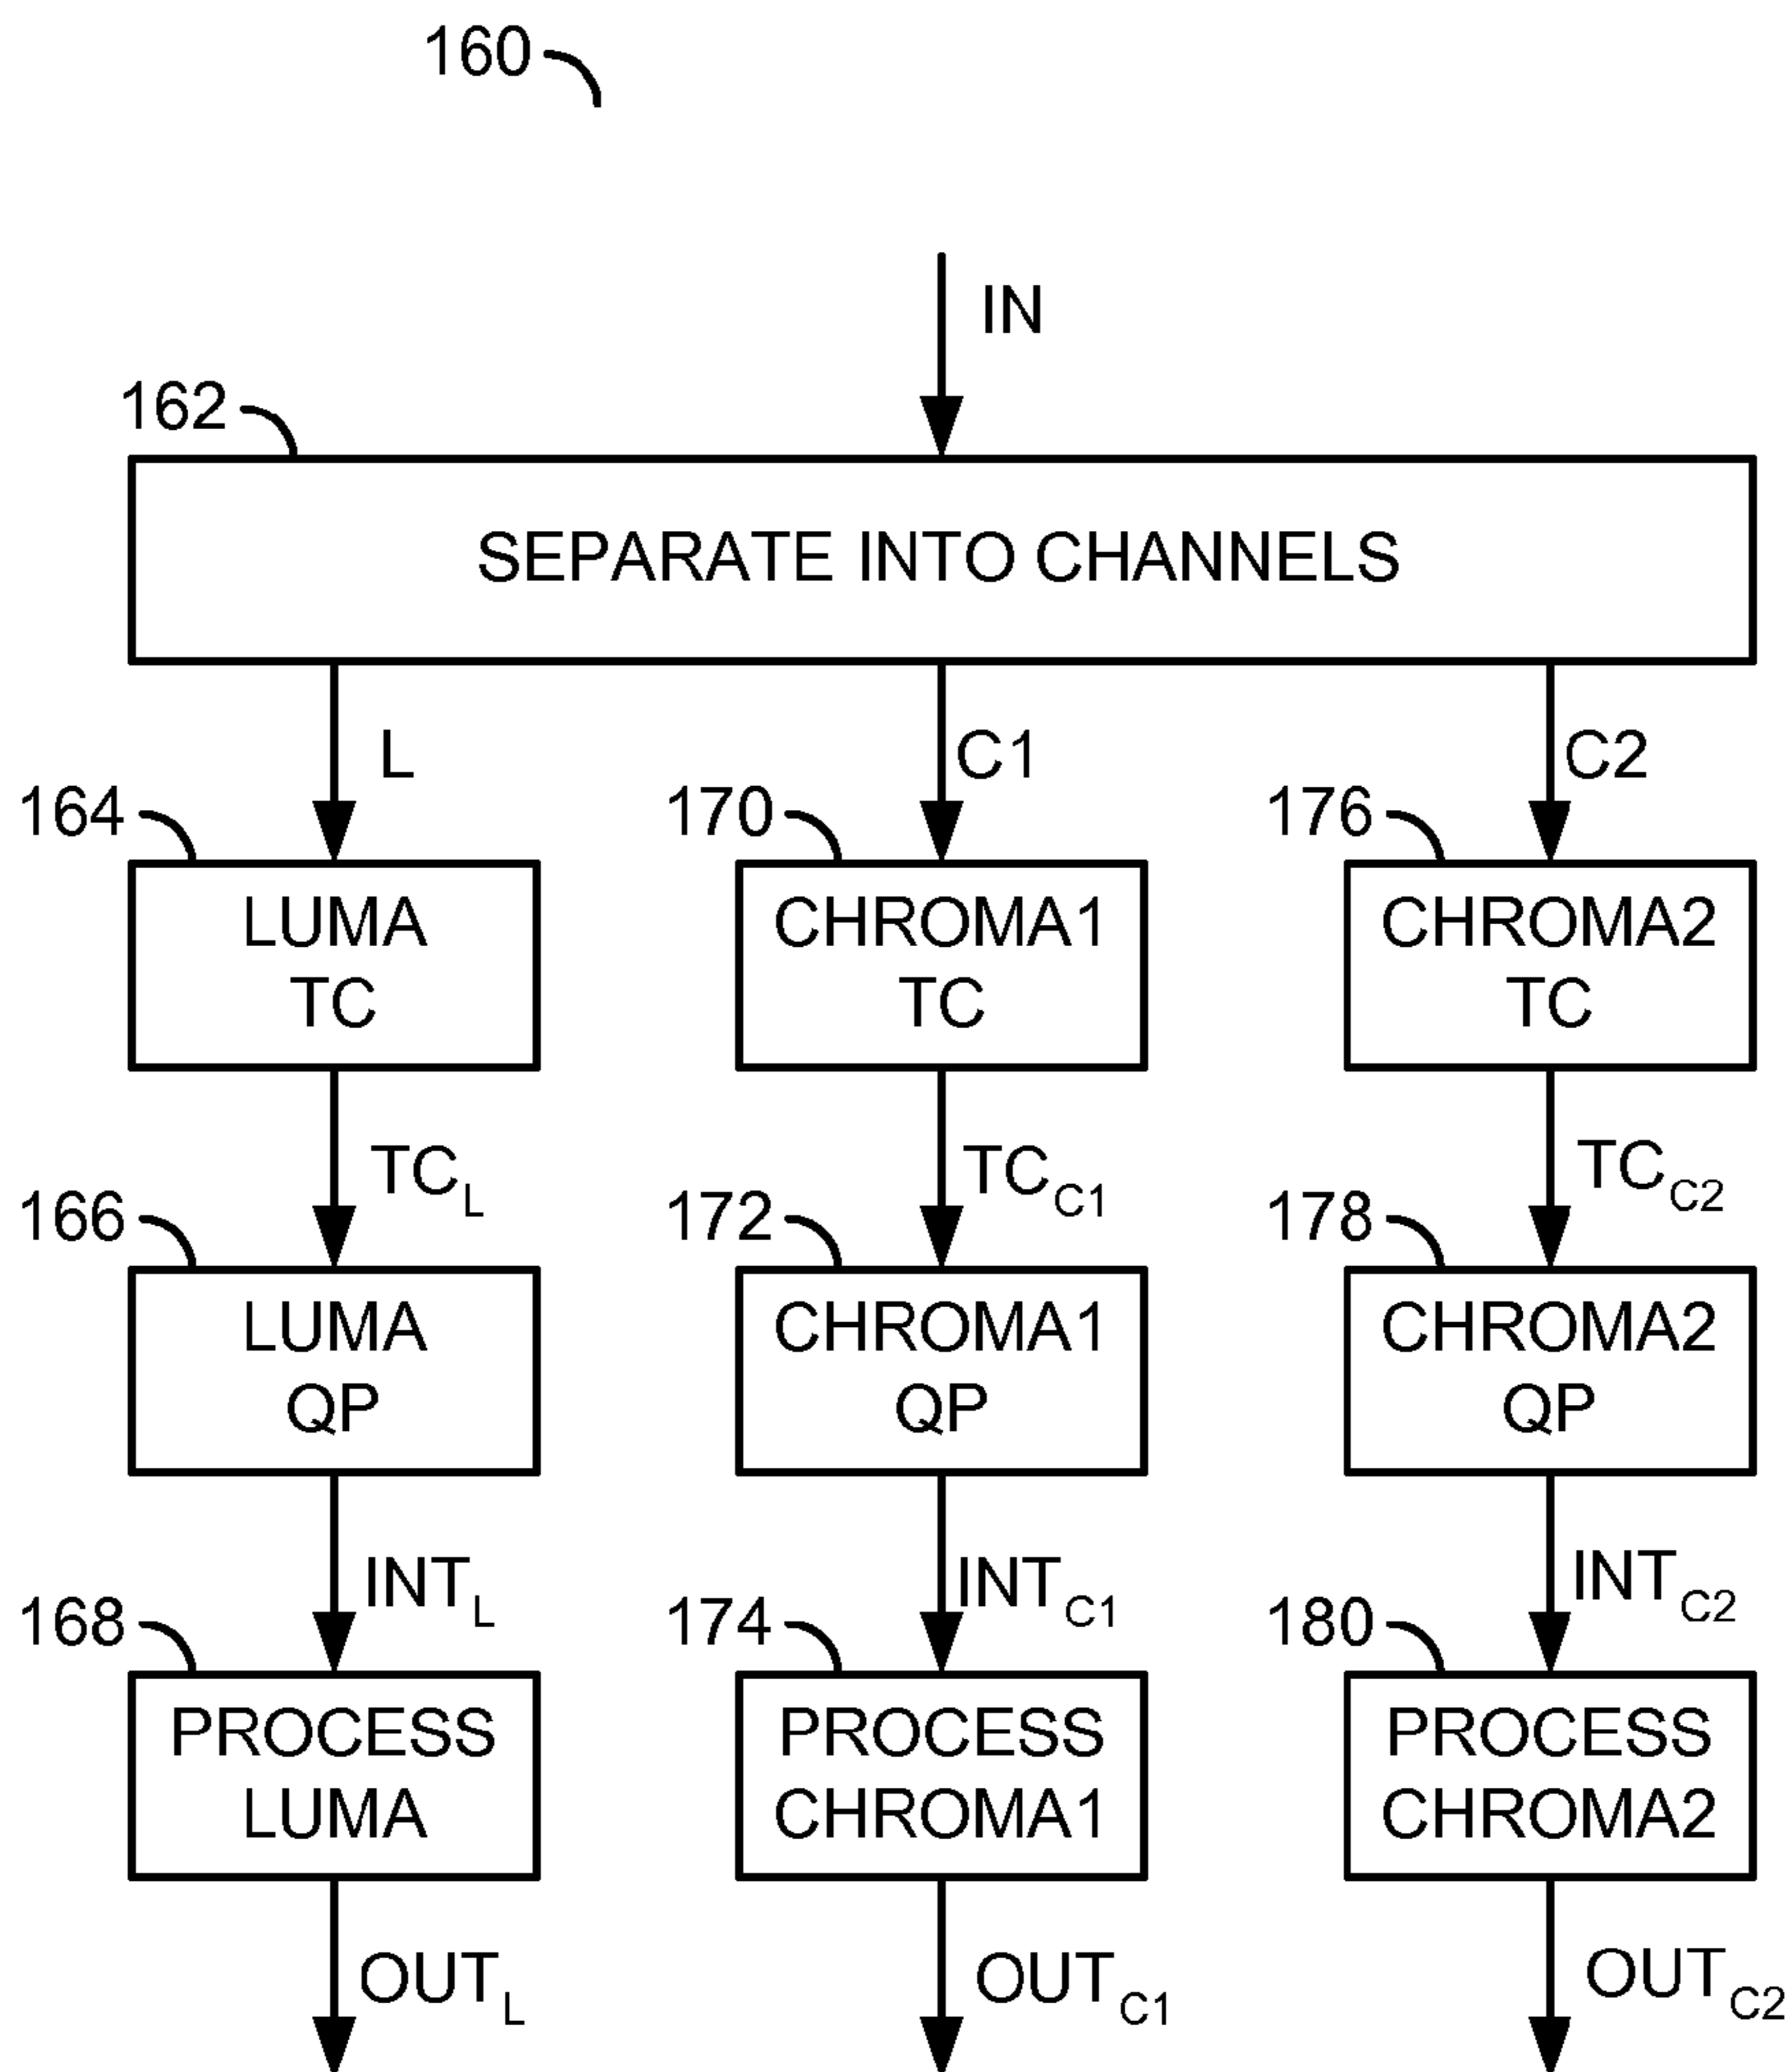 160
IN
162
SEPARATE INTO CHANNELS
L
C1
C2
164
170
176
LUMA
TC
CHROMA1
TC
CHROMA2
TC
TCL
TCC1
TCC2
166
172
178
LUMA
QP
CHROMA1
QP
CHROMA2
QP
INTL
INTC1
INTC2
168
174
180
PROCESS
LUMA
PROCESS
CHROMA1
PROCESS
CHROMA2
OUTL
OUTC1
OUTC2